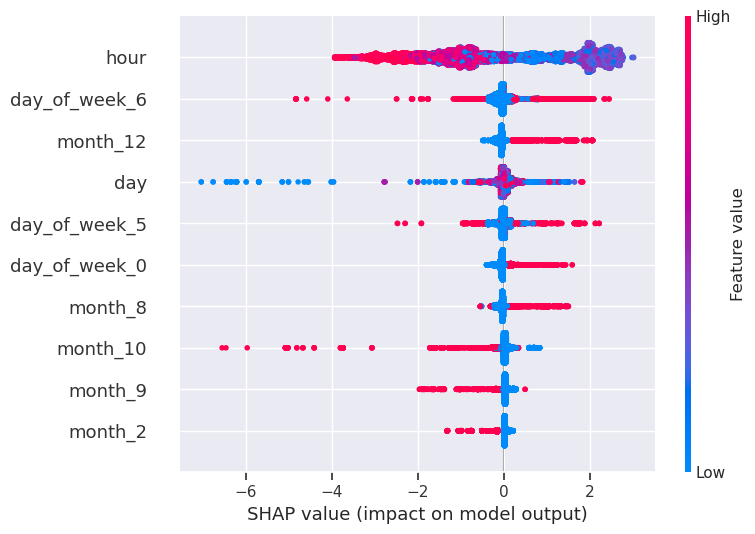 High
hour
day_of_week_6
month_12
day
day_of_week_5
day_of_week_0
month_8
month_10
month_9
month_2
Feature value
Low
−6 −4 −2 0 2
SHAP value (impact on model output)